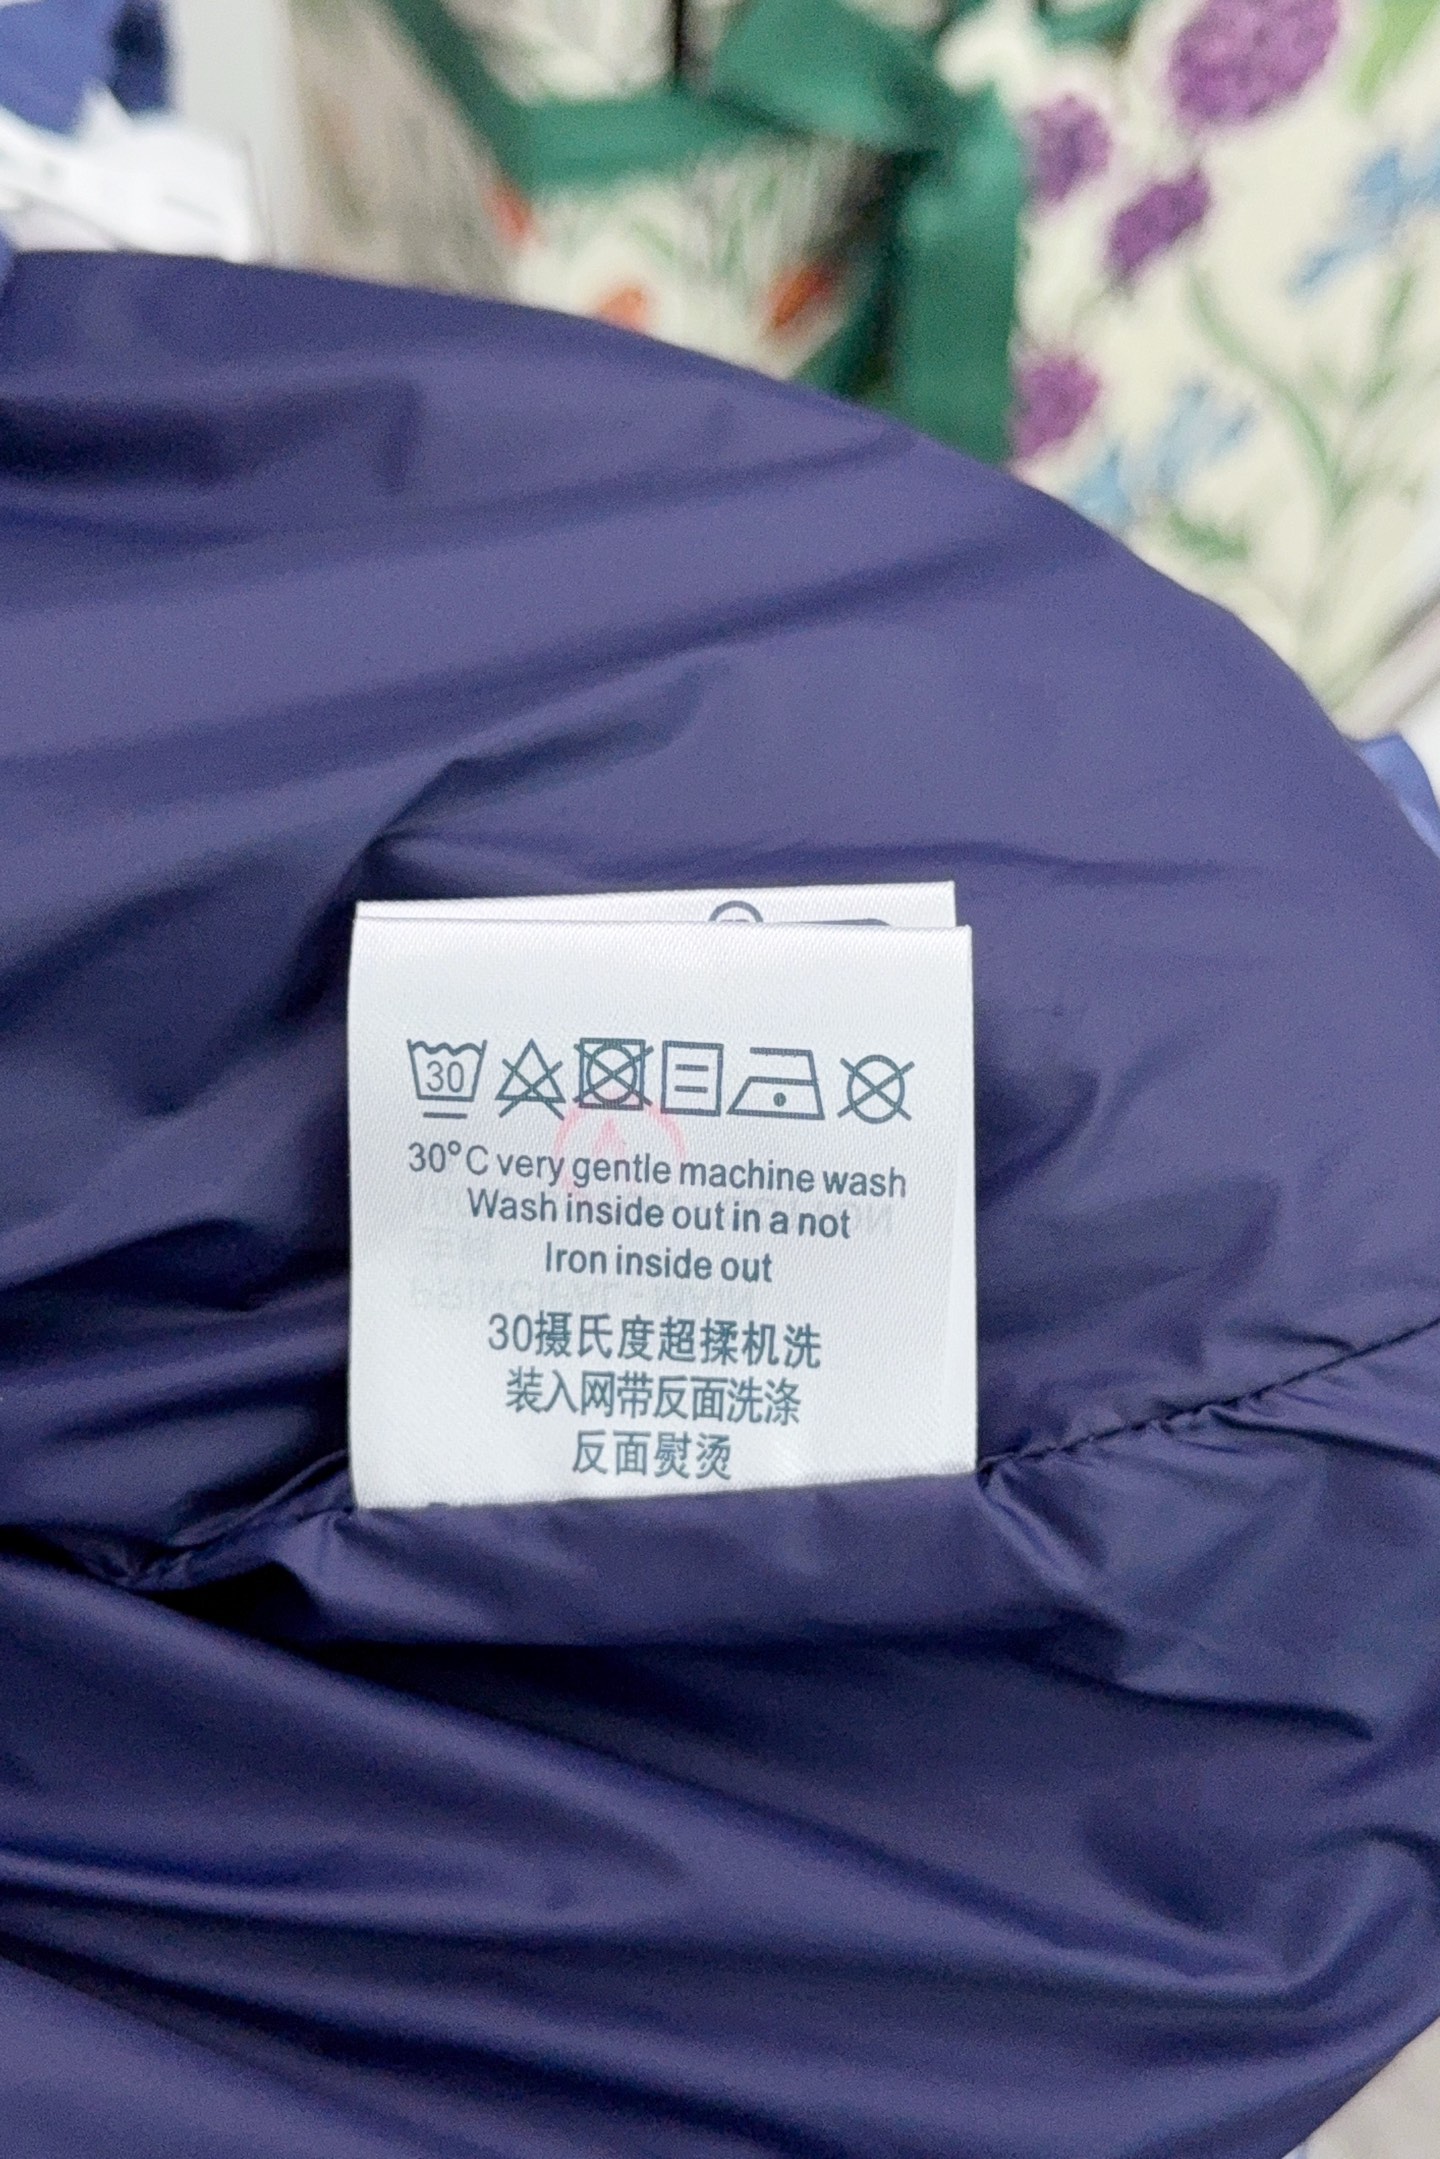 30
30°C very gentle machine wash
Wash inside out in a not
Iron inside out
30摄氏度超揉机洗
装入网带反面洗涤
反面熨烫